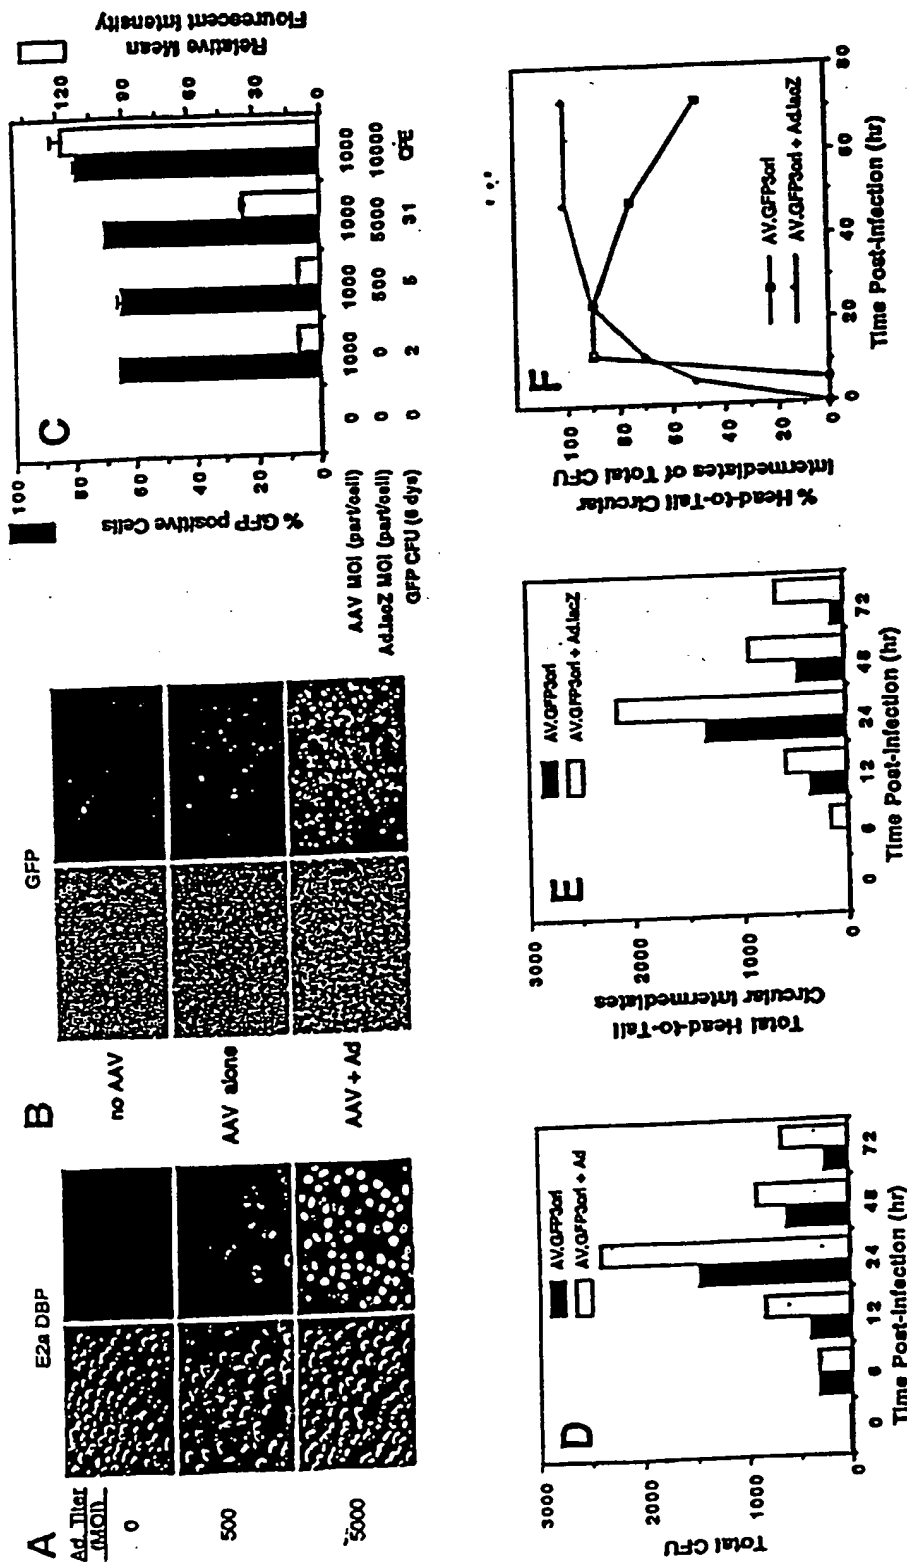 A
E2a DBP
Ad. Titer
(MOI)
0
500
5000
B
GFP
no AAV
AAV alone
AAV + Ad
C
% GFP positive Cells
100
80
60
40
20
0
Relative Mean
Flourescent Intensity
120
90
60
30
0
AAV MOI (part/cell) 0 1000 1000 1000 1000
Ad.lacZ MOI (part/cell) 0 0 500 5000 10000
GFP CFU (6 dys) 0 2 5 31 CPE
D
AV.GFP3ori
AV.GFP3ori + Ad
Total CFU
3000
2000
1000
0
0 6 12 24 48 72
Time Post-Infection (hr)
E
AV.GFP3ori
AV.GFP3ori + Ad.lacZ
Total Head-to-Tail
Circular Intermediates
3000
2000
1000
0
0 6 12 24 48 72
Time Post-Infection (hr)
F.
% Head-to-Tail Circular
Intermediates of Total CFU
100
80
60
40
20
0
AV.GFP3ori
AV.GFP3ori + Ad.lacZ
0 20 40 60 80
Time Post-Infection (hr)